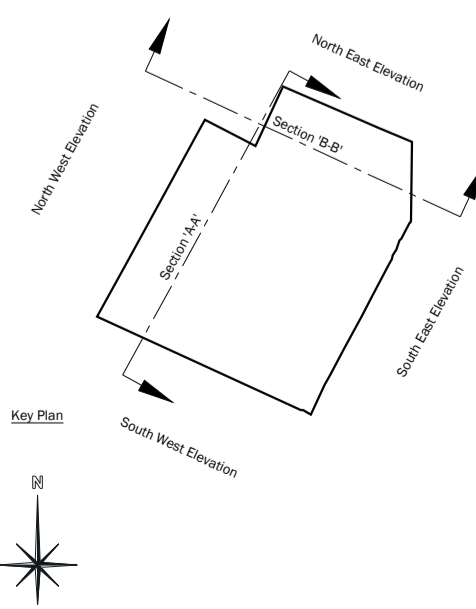 North East Elevation
Section 'B-B'
North West Elevation
Section 'A-A'
South East Elevation
Key Plan
South West Elevation
N